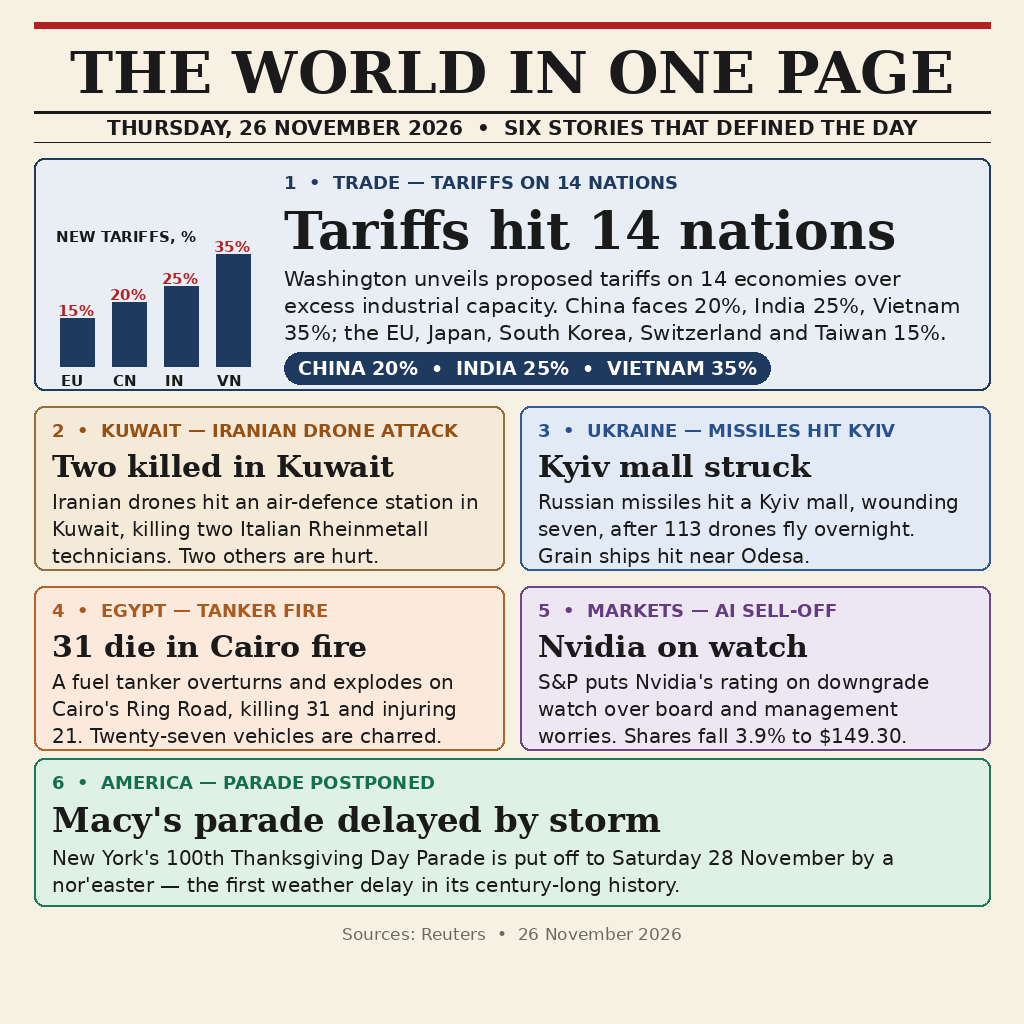 THE WORLD IN ONE PAGE
THURSDAY, 26 NOVEMBER 2026 • SIX STORIES THAT DEFINED THE DAY
1 • TRADE — TARIFFS ON 14 NATIONS
Tariffs hit 14 nations
Washington unveils proposed tariffs on 14 economies over
excess industrial capacity. China faces 20%, India 25%, Vietnam
35%; the EU, Japan, South Korea, Switzerland and Taiwan 15%.
CHINA 20% • INDIA 25% • VIETNAM 35%
NEW TARIFFS, %
15% 20% 25% 35%
EU CN IN VN
2 • KUWAIT — IRANIAN DRONE ATTACK
Two killed in Kuwait
Iranian drones hit an air-defence station in
Kuwait, killing two Italian Rheinmetall
technicians. Two others are hurt.
3 • UKRAINE — MISSILES HIT KYIV
Kyiv mall struck
Russian missiles hit a Kyiv mall, wounding
seven, after 113 drones fly overnight.
Grain ships hit near Odesa.
4 • EGYPT — TANKER FIRE
31 die in Cairo fire
A fuel tanker overturns and explodes on
Cairo's Ring Road, killing 31 and injuring
21. Twenty-seven vehicles are charred.
5 • MARKETS — AI SELL-OFF
Nvidia on watch
S&P puts Nvidia's rating on downgrade
watch over board and management
worries. Shares fall 3.9% to $149.30.
6 • AMERICA — PARADE POSTPONED
Macy's parade delayed by storm
New York's 100th Thanksgiving Day Parade is put off to Saturday 28 November by a
nor'easter — the first weather delay in its century-long history.
Sources: Reuters • 26 November 2026